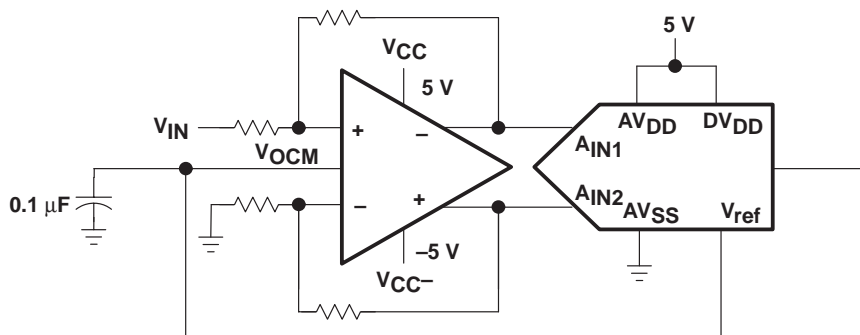 5 V
VCC
5 V
VIN
+
−
AVDD
DVDD
AIN1
VOCM
0.1 μF
−
+
AIN2
AVSS
Vref
−5 V
VCC−